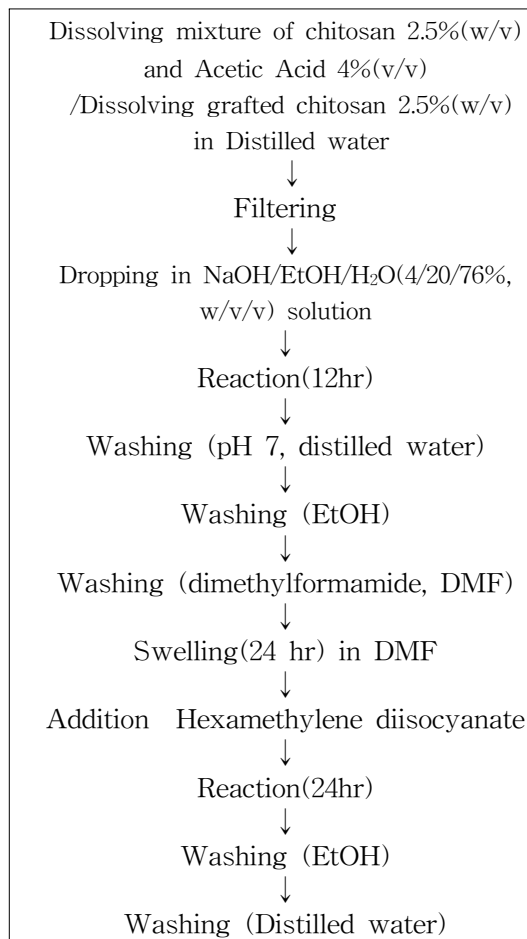 Dissolving mixture of chitosan 2.5%(w/v)
and Acetic Acid 4%(v/v)
/Dissolving grafted chitosan 2.5%(w/v)
in Distilled water
↓
Filtering
↓
Dropping in NaOH/EtOH/H₂O(4/20/76%,
w/v/v) solution
↓
Reaction(12hr)
↓
Washing (pH 7, distilled water)
↓
Washing (EtOH)
↓
Washing (dimethylformamide, DMF)
↓
Swelling(24 hr) in DMF
↓
Addition Hexamethylene diisocyanate
↓
Reaction(24hr)
↓
Washing (EtOH)
↓
Washing (Distilled water)